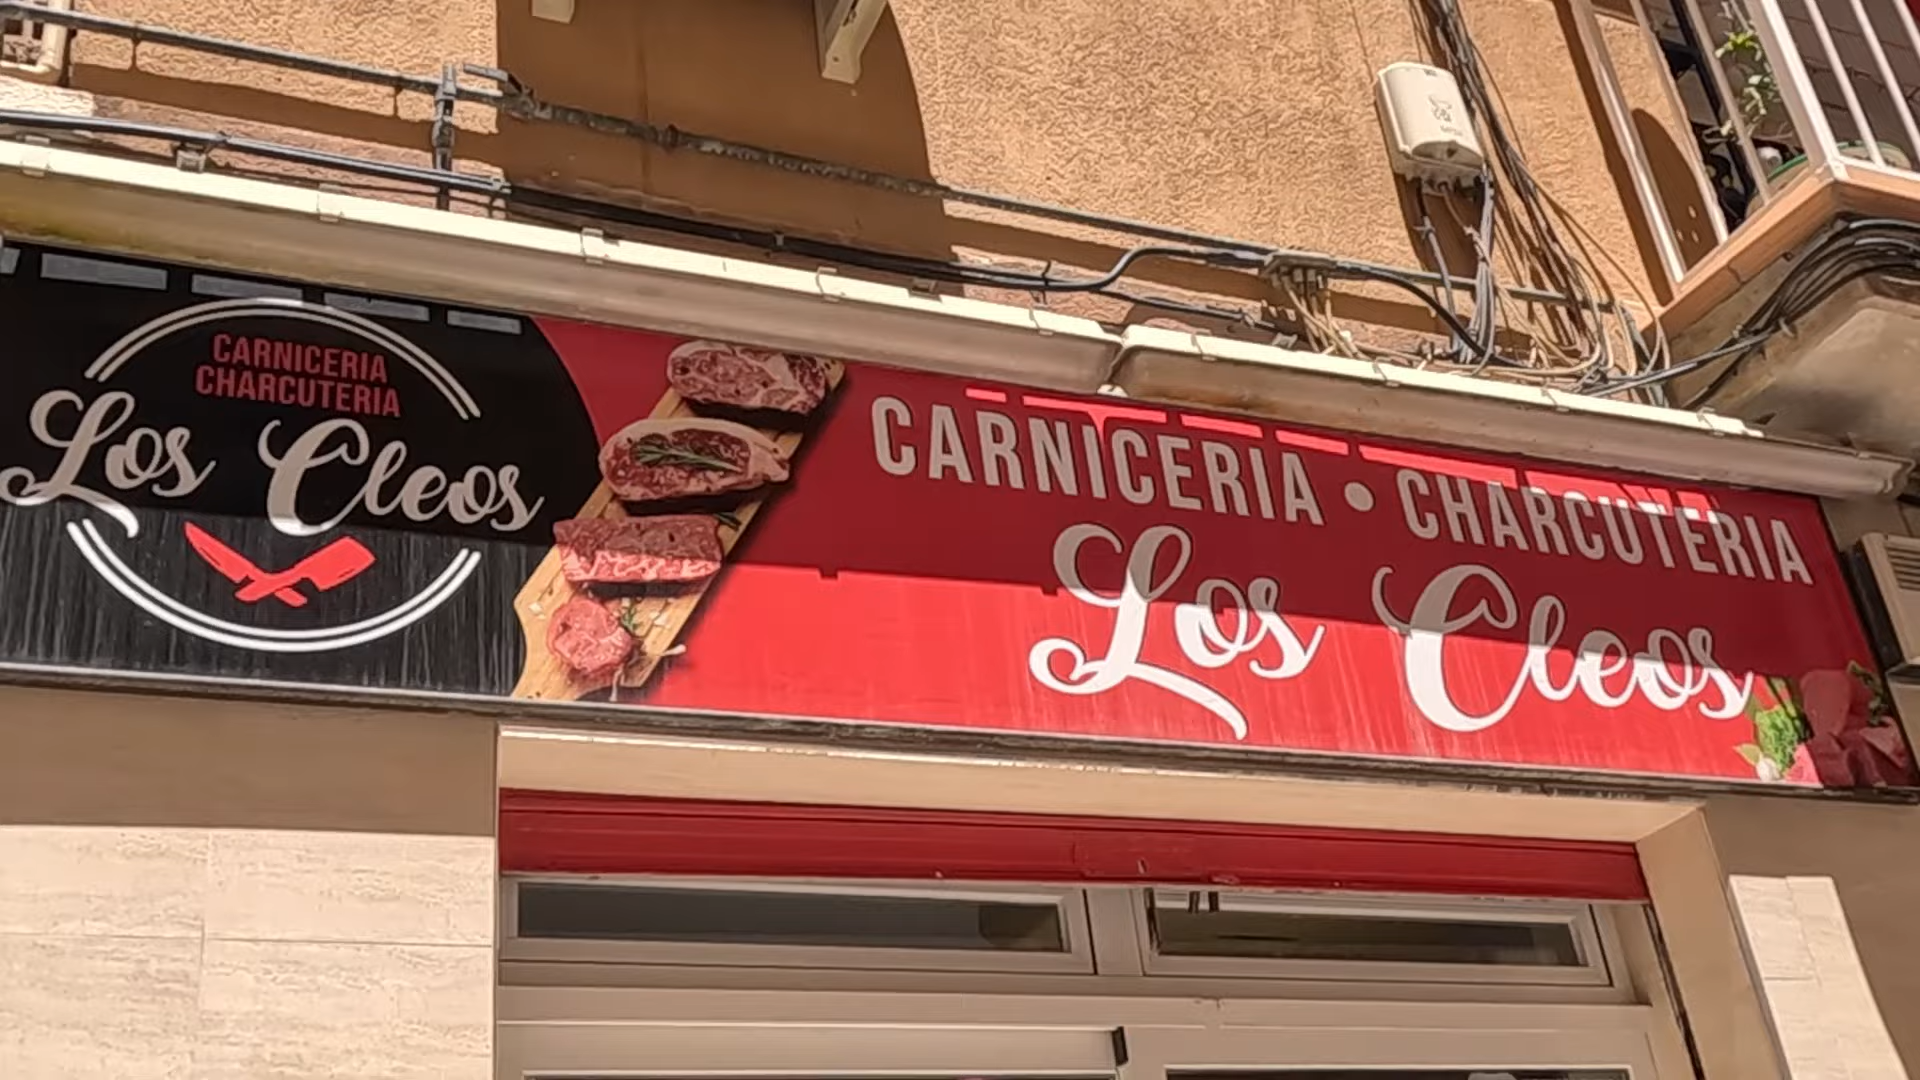 CARNICERIA
CHARCUTERIA
Los Cleos
CARNICERIA • CHARCUTERIA
Los Cleos